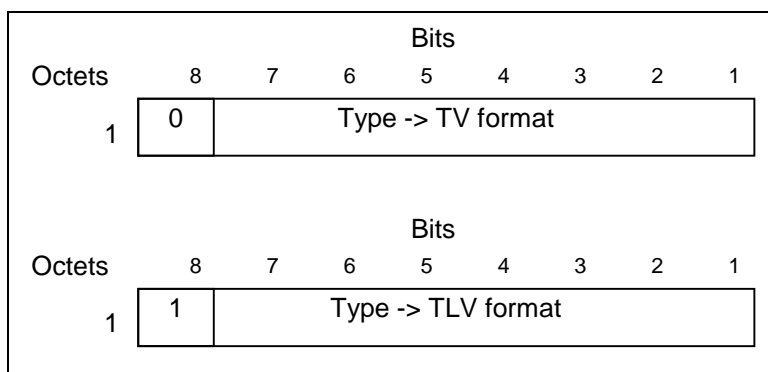 Bits
Octets 8 7 6 5 4 3 2 1
1 0 Type -> TV format
Bits
Octets 8 7 6 5 4 3 2 1
1 1 Type -> TLV format